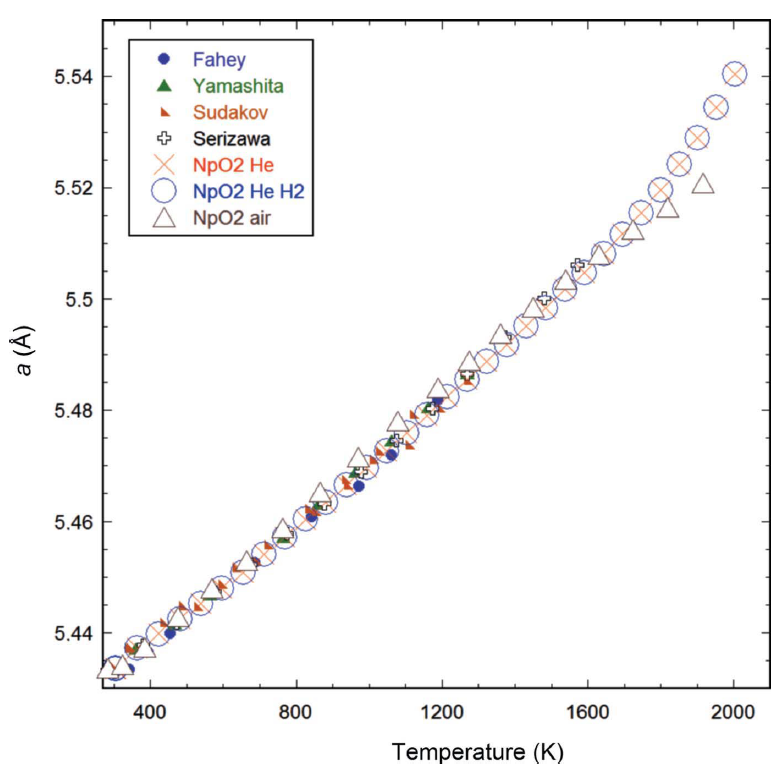 5.54
5.52
5.5
5.48
5.46
5.44
a (Å)
Fahey
Yamashita
Sudakov
Serizawa
NpO2 He
NpO2 He H2
NpO2 air
400 800 1200 1600 2000
Temperature (K)